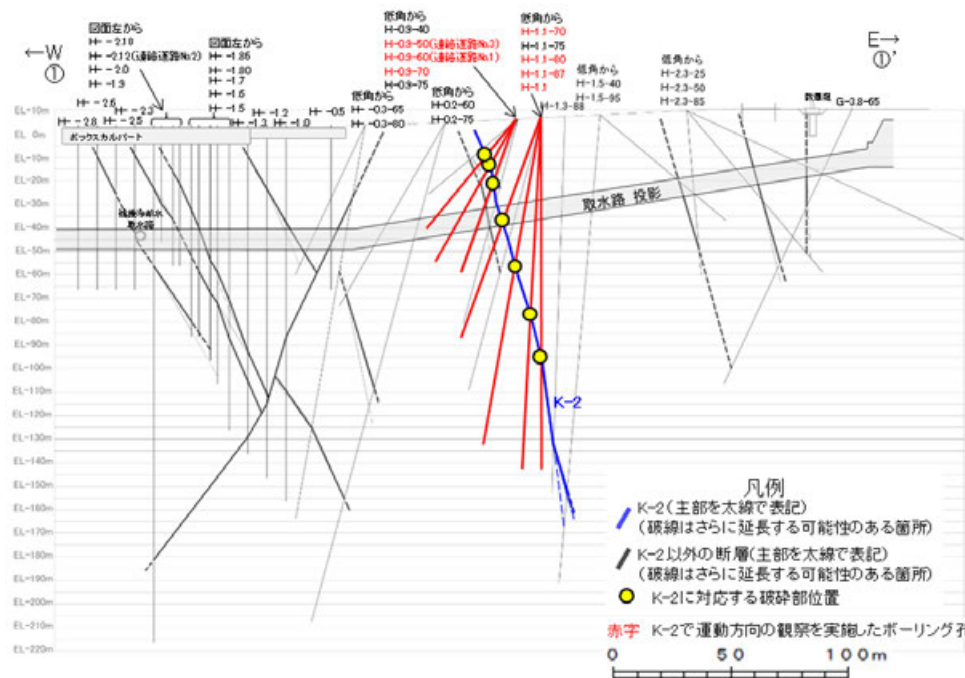 ←W
①
図面左から
H- -2.18
H- -2.12(連絡道路No.2)
H- -2.0
H- -1.9
図面左から
H- -1.85
H- -1.80
H- -1.7
H- -1.6
H- -1.5
低角から
H-0.9-40
H-0.9-50(連絡道路No.3)
H-0.9-60(連絡道路No.1)
H-0.9-70
H-0.9-75
低角から
H-1.1-70
H-1.1-75
H-1.1-80
H-1.1-87
H-1.1
低角から
H-1.5-40
H-1.5-95
低角から
H-2.3-25
H-2.3-50
H-2.3-85
E→
①'
H- -2.8
H- -2.6
H- -2.5
H- -2.3
H- -1.3
H- -1.2
H- -1.0
H- -0.5
低角から
H- -0.3-65
H- -0.3-80
低角から
H-0.2-60
H-0.2-75
H-1.3-88
防潮堤
G-3.8-65
ボックスカルバート
取水路
取水路 投影
EL+10m
EL 0m
EL-10m
EL-20m
EL-30m
EL-40m
EL-50m
EL-60m
EL-70m
EL-80m
EL-90m
EL-100m
EL-110m
EL-120m
EL-130m
EL-140m
EL-150m
EL-160m
EL-170m
EL-180m
EL-190m
EL-200m
EL-210m
EL-220m
K-2
凡例
K-2(主部を太線で表記)
(破線はさらに延長する可能性のある箇所)
K-2以外の断層(主部を太線で表記)
(破線はさらに延長する可能性のある箇所)
K-2に対応する破砕部位置
赤字 K-2で運動方向の観察を実施したボーリング孔
0 50 100m